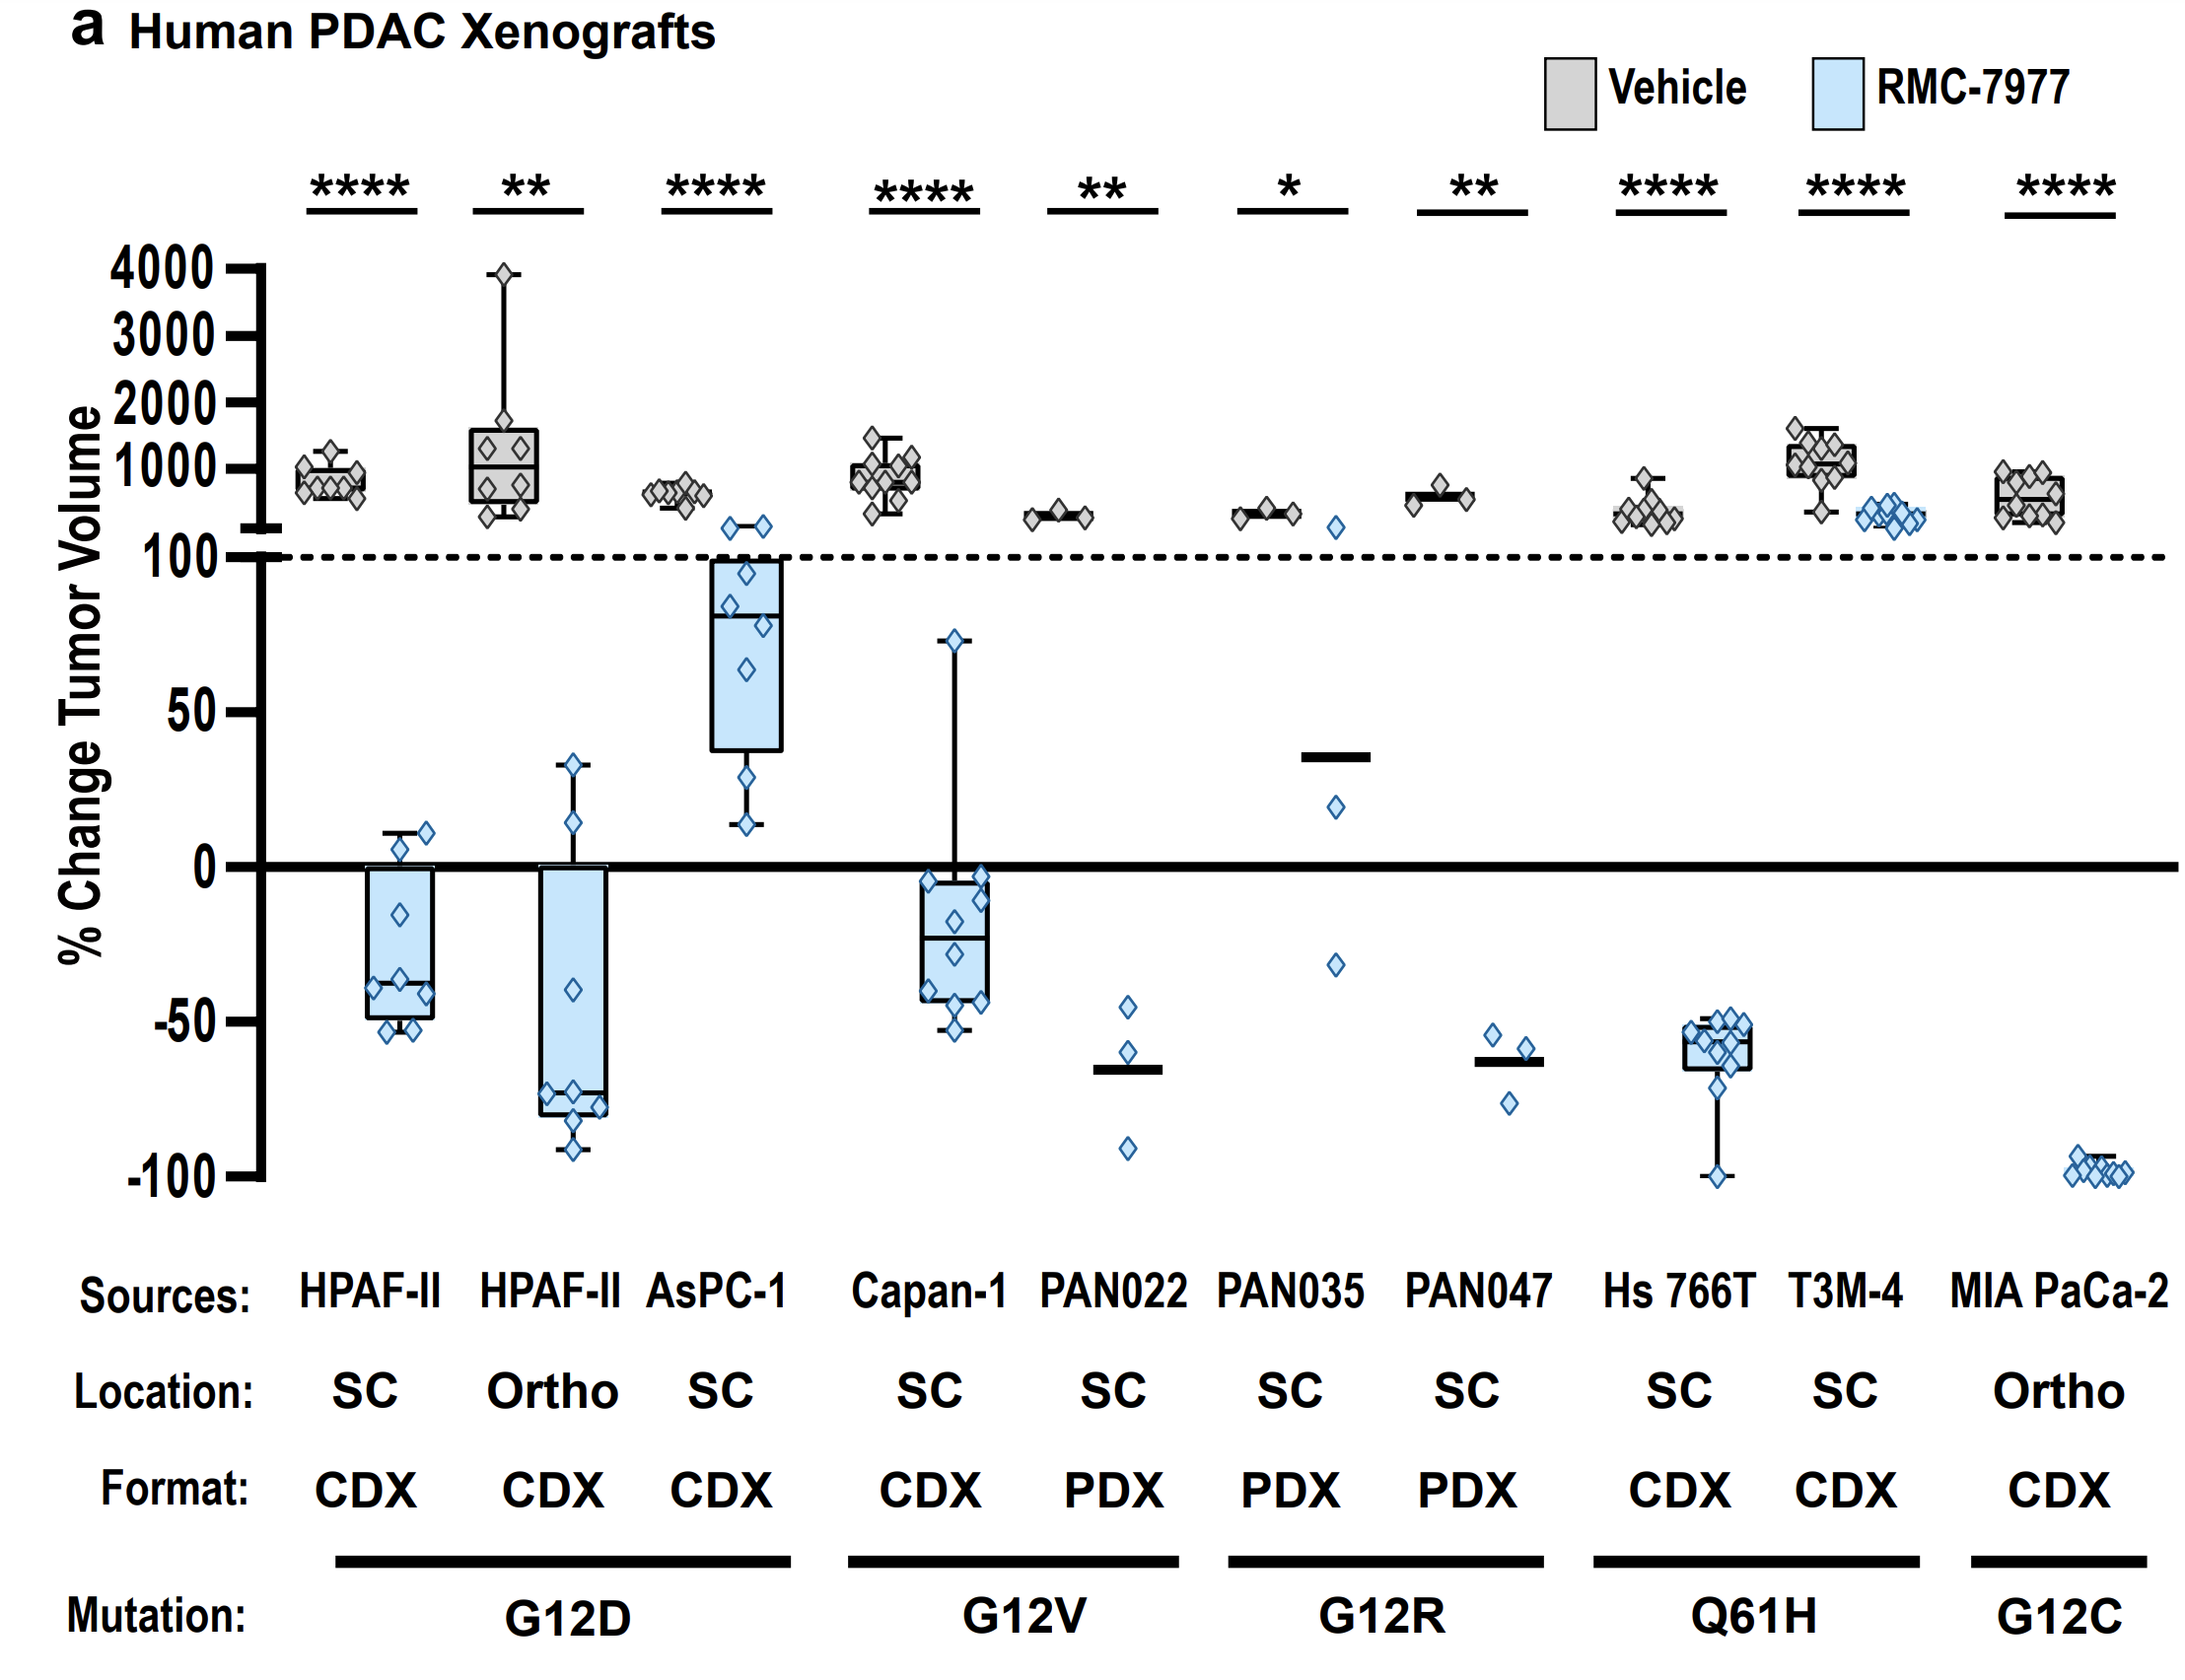 a Human PDAC Xenografts
Vehicle RMC-7977
**** ** **** **** ** * ** **** **** ****
% Change Tumor Volume
4000
3000
2000
1000
100
50
0
-50
-100
Sources: HPAF-II HPAF-II AsPC-1 Capan-1 PAN022 PAN035 PAN047 Hs 766T T3M-4 MIA PaCa-2
Location: SC Ortho SC SC SC SC SC SC SC Ortho
Format: CDX CDX CDX CDX PDX PDX PDX CDX CDX CDX
Mutation: G12D G12V G12R Q61H G12C